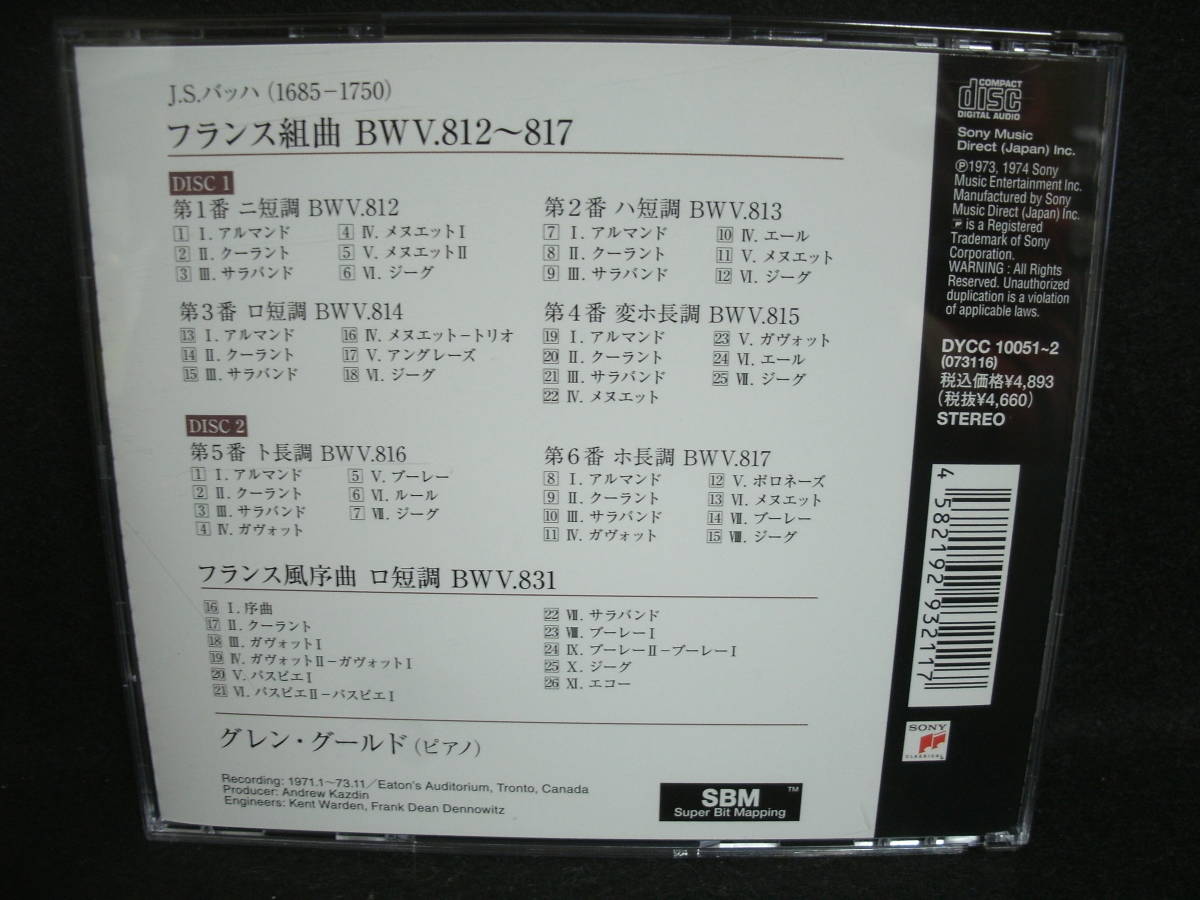 J.S.バッハ (1685−1750)
フランス組曲 BWV.812〜817
DISC 1
第1番 ニ短調 BWV.812
1 Ⅰ. アルマンド
2 Ⅱ. クーラント
3 Ⅲ. サラバンド
4 Ⅳ. メヌエットⅠ
5 Ⅴ. メヌエットⅡ
6 Ⅵ. ジーグ
第2番 ハ短調 BWV.813
7 Ⅰ. アルマンド
8 Ⅱ. クーラント
9 Ⅲ. サラバンド
10 Ⅳ. エール
11 Ⅴ. メヌエット
12 Ⅵ. ジーグ
第3番 ロ短調 BWV.814
13 Ⅰ. アルマンド
14 Ⅱ. クーラント
15 Ⅲ. サラバンド
16 Ⅳ. メヌエット−トリオ
17 Ⅴ. アングレーズ
18 Ⅵ. ジーグ
第4番 変ホ長調 BWV.815
19 Ⅰ. アルマンド
20 Ⅱ. クーラント
21 Ⅲ. サラバンド
22 Ⅳ. メヌエット
23 Ⅴ. ガヴォット
24 Ⅵ. エール
25 Ⅶ. ジーグ
DISC 2
第5番 ト長調 BWV.816
1 Ⅰ. アルマンド
2 Ⅱ. クーラント
3 Ⅲ. サラバンド
4 Ⅳ. ガヴォット
5 Ⅴ. ブーレー
6 Ⅵ. ルール
7 Ⅶ. ジーグ
第6番 ホ長調 BWV.817
8 Ⅰ. アルマンド
9 Ⅱ. クーラント
10 Ⅲ. サラバンド
11 Ⅳ. ガヴォット
12 Ⅴ. ポロネーズ
13 Ⅵ. メヌエット
14 Ⅶ. ブーレー
15 Ⅷ. ジーグ
フランス風序曲 ロ短調 BWV.831
16 Ⅰ. 序曲
17 Ⅱ. クーラント
18 Ⅲ. ガヴォットⅠ
19 Ⅳ. ガヴォットⅡ−ガヴォットⅠ
20 Ⅴ. パスピエⅠ
21 Ⅵ. パスピエⅡ−パスピエⅠ
22 Ⅶ. サラバンド
23 Ⅷ. ブーレーⅠ
24 Ⅸ. ブーレーⅡ−ブーレーⅠ
25 Ⅹ. ジーグ
26 Ⅺ. エコー
グレン・グールド (ピアノ)
Recording: 1971.1〜73.11／Eaton's Auditorium, Tronto, Canada
Producer: Andrew Kazdin
Engineers: Kent Warden, Frank Dean Dennowitz
SBM™
Super Bit Mapping
COMPACT
disc
DIGITAL AUDIO
Sony Music
Direct (Japan) Inc.
℗1973, 1974 Sony
Music Entertainment Inc.
Manufactured by Sony
Music Direct (Japan) Inc.
is a Registered
Trademark of Sony
Corporation.
WARNING : All Rights
Reserved. Unauthorized
duplication is a violation
of applicable laws.
DYCC 10051~2
(073116)
税込価格¥4,893
(税抜¥4,660)
STEREO
4 582192 932117
SONY
CLASSICAL